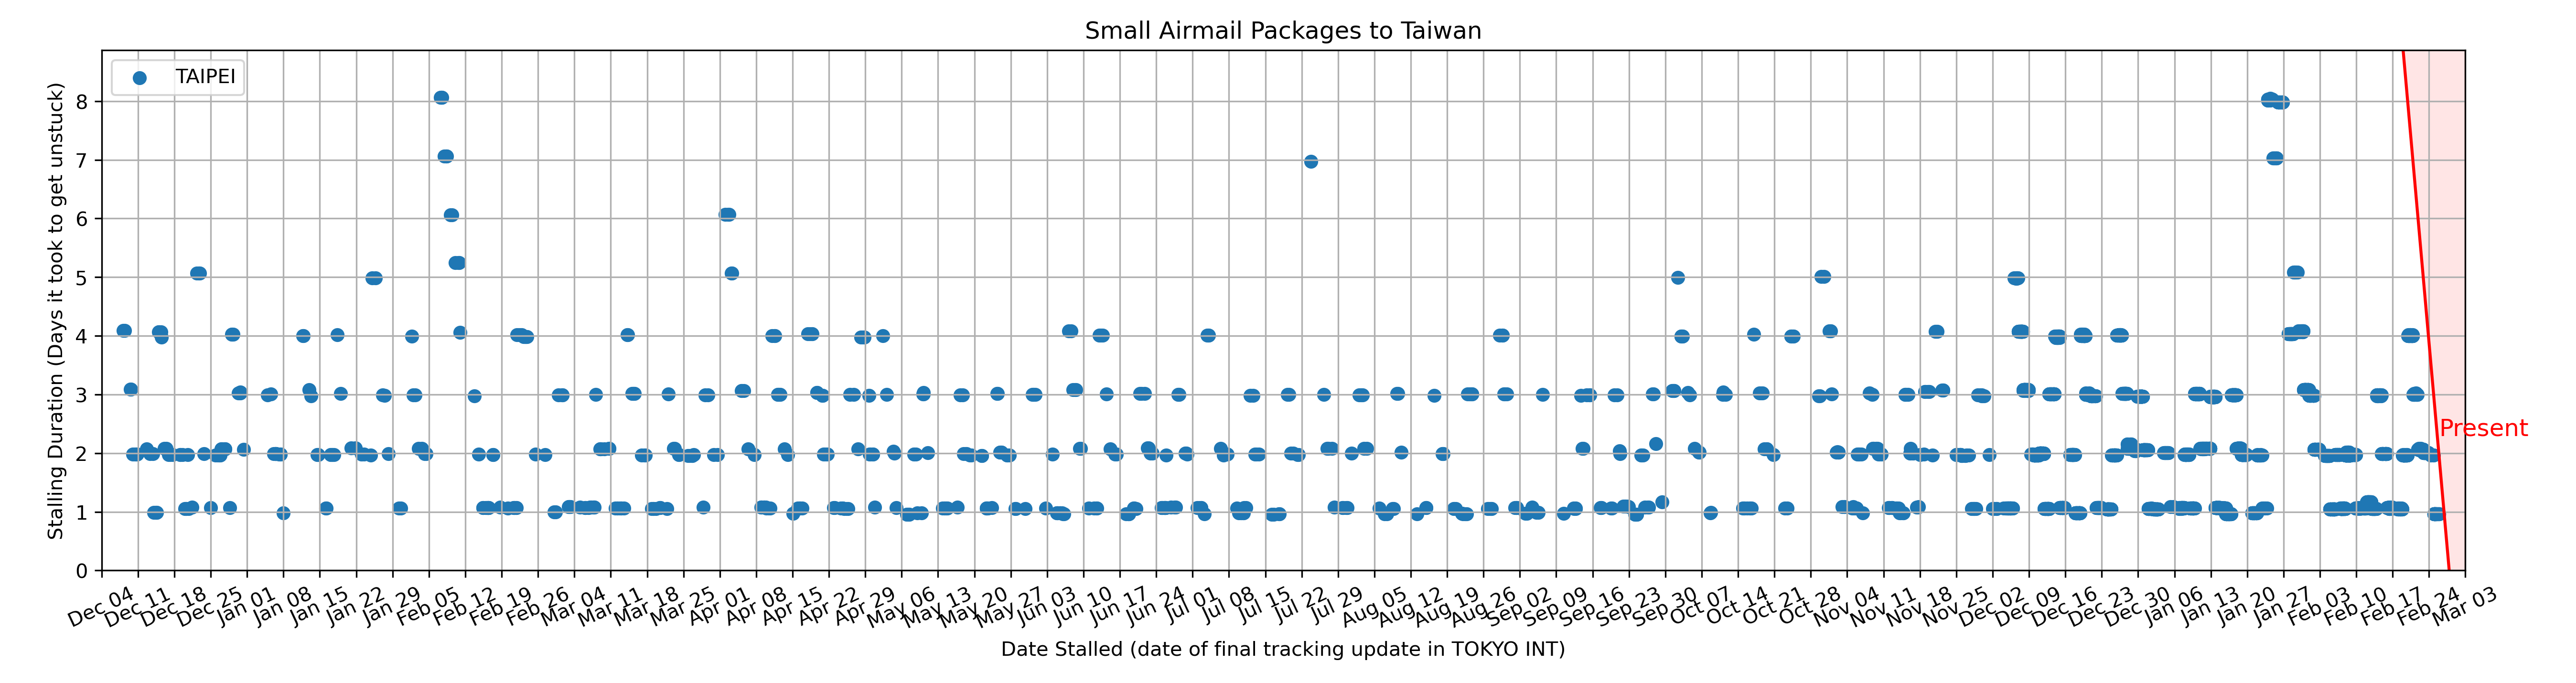 Small Airmail Packages to Taiwan
TAIPEI
Stalling Duration (Days it took to get unstuck)
8
7
6
5
4
3
2
1
0
Present
Dec 04 Dec 11 Dec 18 Dec 25 Jan 01 Jan 08 Jan 15 Jan 22 Jan 29 Feb 05 Feb 12 Feb 19 Feb 26 Mar 04 Mar 11 Mar 18 Mar 25 Apr 01 Apr 08 Apr 15 Apr 22 Apr 29 May 06 May 13 May 20 May 27 Jun 03 Jun 10 Jun 17 Jun 24 Jul 01 Jul 08 Jul 15 Jul 22 Jul 29 Aug 05 Aug 12 Aug 19 Aug 26 Sep 02 Sep 09 Sep 16 Sep 23 Sep 30 Oct 07 Oct 14 Oct 21 Oct 28 Nov 04 Nov 11 Nov 18 Nov 25 Dec 02 Dec 09 Dec 16 Dec 23 Dec 30 Jan 06 Jan 13 Jan 20 Jan 27 Feb 03 Feb 10 Feb 17 Feb 24 Mar 03
Date Stalled (date of final tracking update in TOKYO INT)